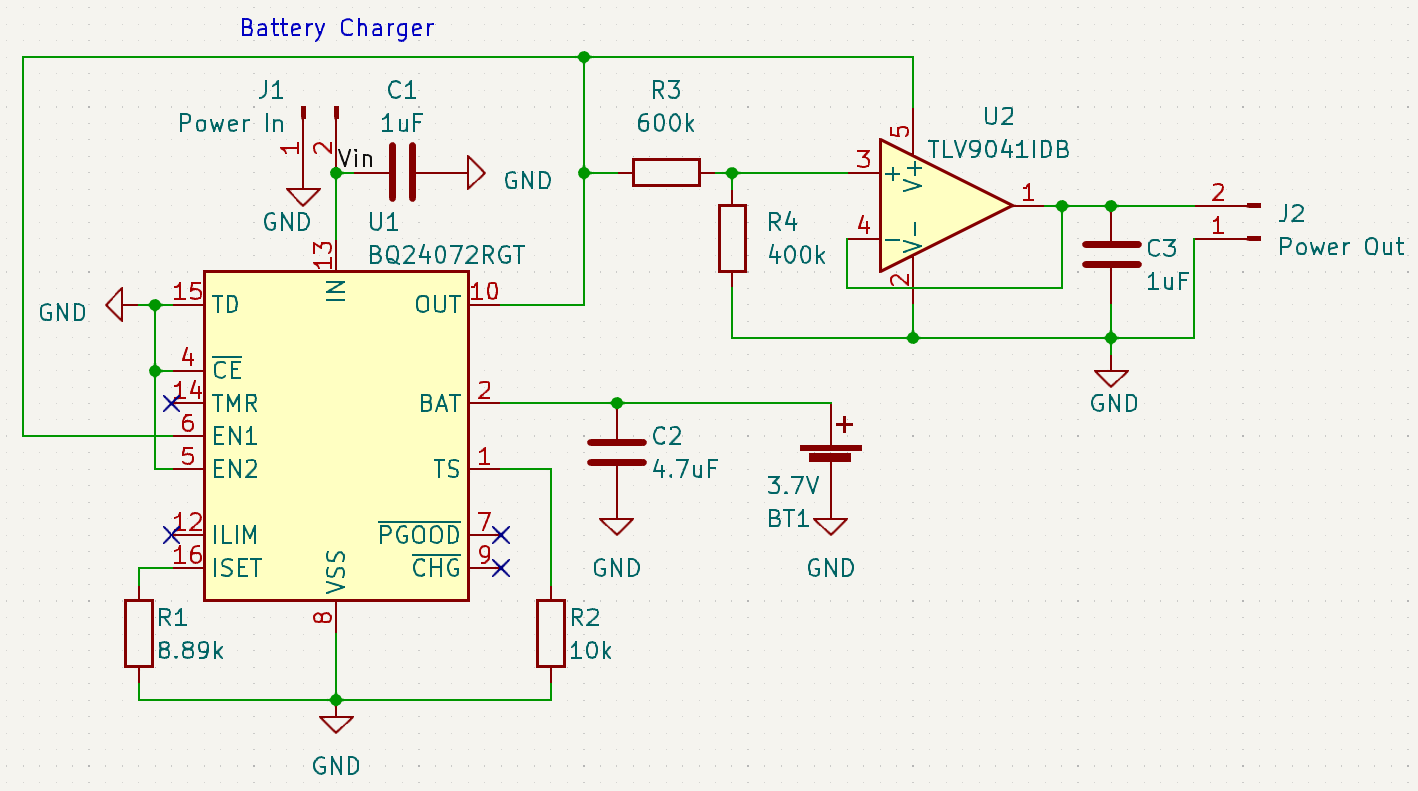 Battery Charger
J1
Power In
1
2
Vin
GND
C1
1uF
GND
U1
BQ24072RGT
13
IN
GND
15
TD
4
CE
14
TMR
6
EN1
5
EN2
12
ILIM
16
ISET
OUT
10
BAT
2
TS
1
PGOOD
7
CHG
9
VSS
8
R1
8.89k
R2
10k
GND
R3
600k
R4
400k
U2
TLV9041IDB
5
V+
3
+
4
-
V-
2
1
C3
1uF
2
1
J2
Power Out
GND
C2
4.7uF
GND
+
3.7V
BT1
GND